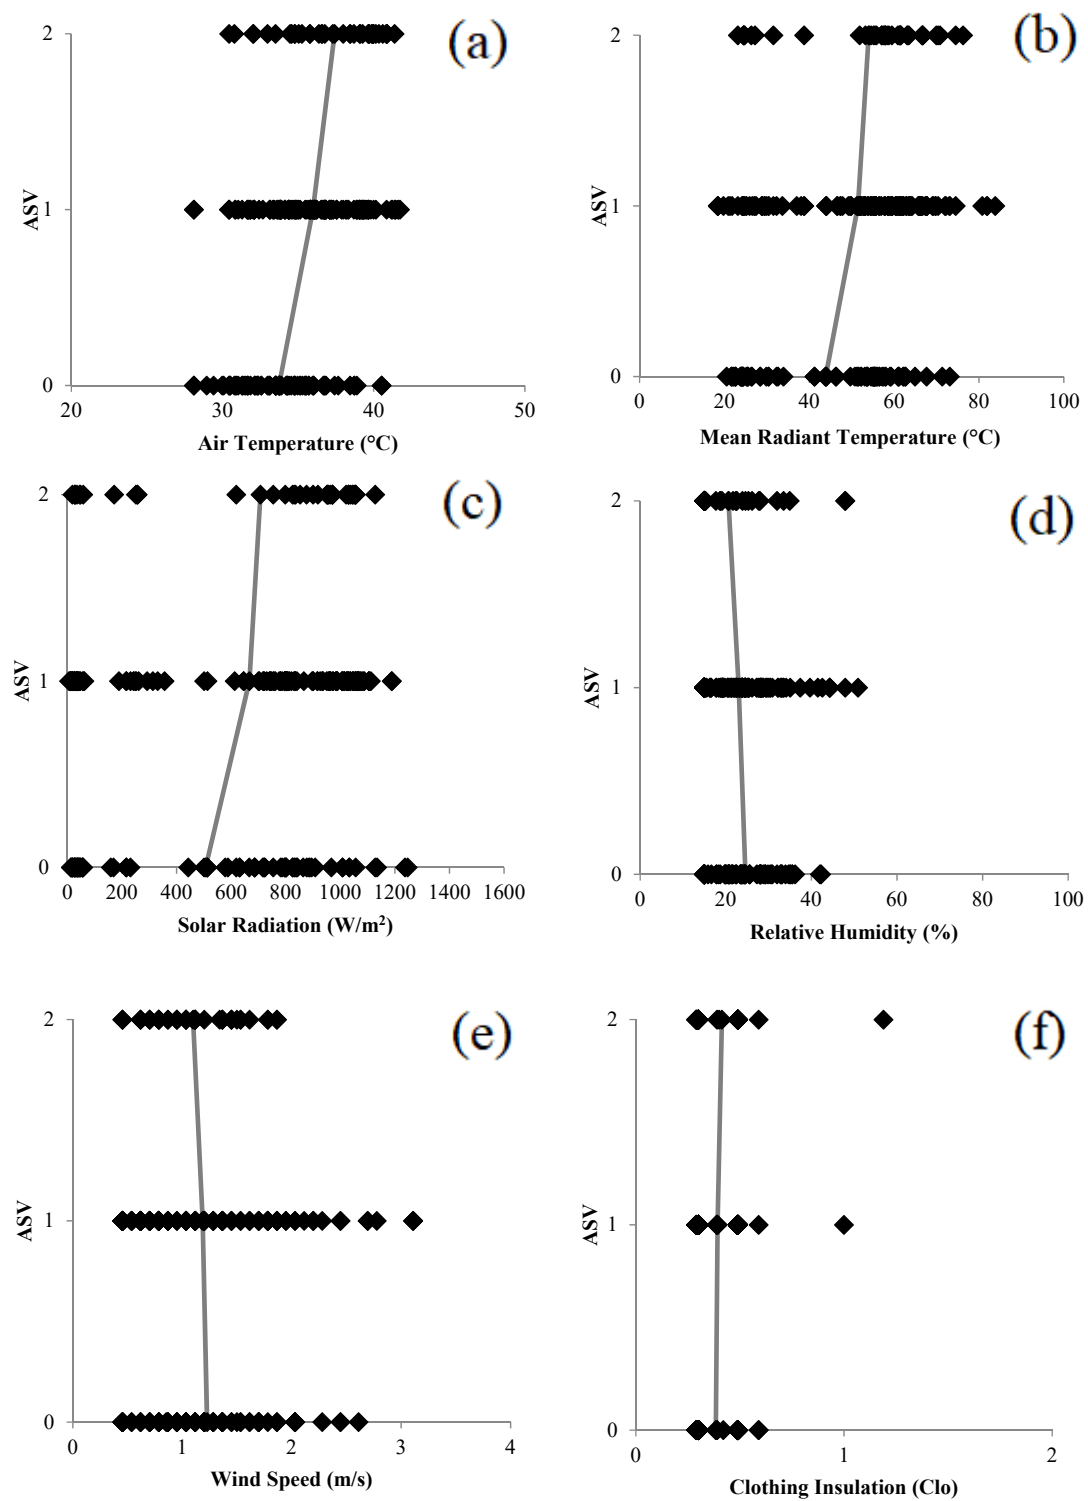 2
(a)
ASV
1
0
20 30 40 50
Air Temperature (°C)
2
(b)
ASV
1
0
0 20 40 60 80 100
Mean Radiant Temperature (°C)
2
(c)
ASV
1
0
0 200 400 600 800 1000 1200 1400 1600
Solar Radiation (W/m²)
2
(d)
ASV
1
0
0 20 40 60 80 100
Relative Humidity (%)
2
(e)
ASV
1
0
0 1 2 3 4
Wind Speed (m/s)
2
(f)
ASV
1
0
0 1 2
Clothing Insulation (Clo)